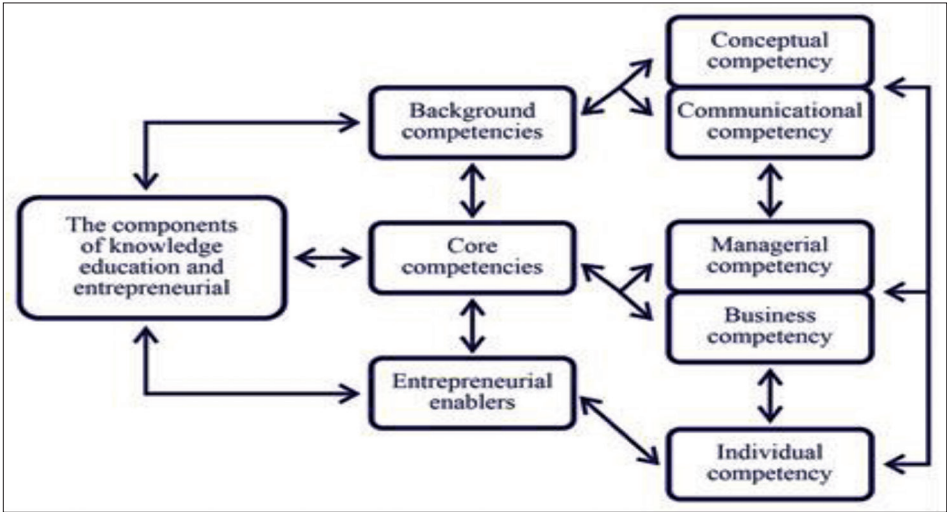 Conceptual
competency
Background
competencies
Communicational
competency
The components
of knowledge
education and
entrepreneurial
Core
competencies
Managerial
competency
Business
competency
Entrepreneurial
enablers
Individual
competency